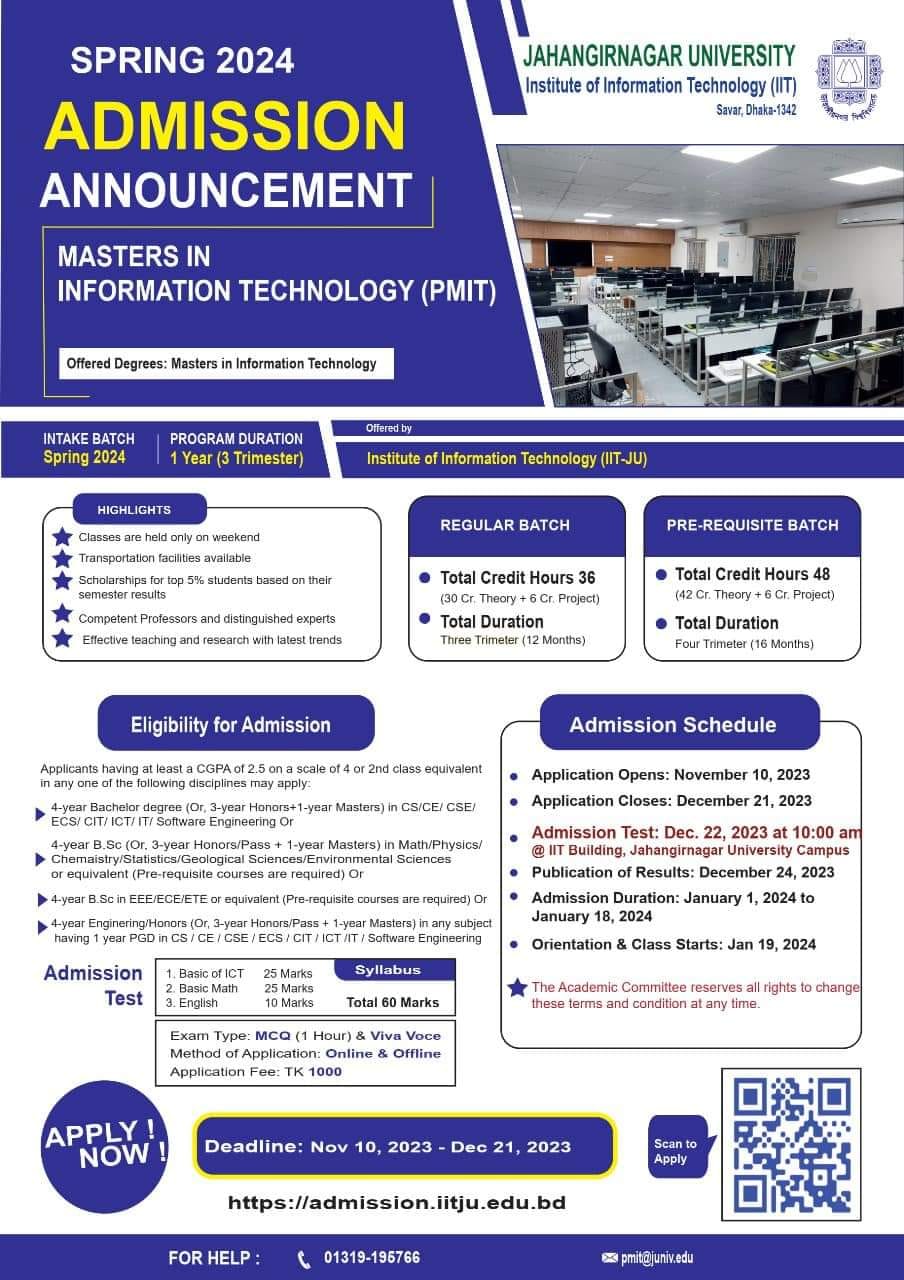 SPRING 2024
ADMISSION
ANNOUNCEMENT
MASTERS IN
INFORMATION TECHNOLOGY (PMIT)
Offered Degrees: Masters in Information Technology
JAHANGIRNAGAR UNIVERSITY
Institute of Information Technology (IIT)
Savar, Dhaka-1342
জাহাঙ্গীরনগর বিশ্ববিদ্যালয়
INTAKE BATCH
Spring 2024
PROGRAM DURATION
1 Year (3 Trimester)
Offered by
Institute of Information Technology (IIT-JU)
HIGHLIGHTS
Classes are held only on weekend
Transportation facilities available
Scholarships for top 5% students based on their
semester results
Competent Professors and distinguished experts
Effective teaching and research with latest trends
REGULAR BATCH
Total Credit Hours 36
(30 Cr. Theory + 6 Cr. Project)
Total Duration
Three Trimeter (12 Months)
PRE-REQUISITE BATCH
Total Credit Hours 48
(42 Cr. Theory + 6 Cr. Project)
Total Duration
Four Trimeter (16 Months)
Eligibility for Admission
Applicants having at least a CGPA of 2.5 on a scale of 4 or 2nd class equivalent
in any one of the following disciplines may apply:
4-year Bachelor degree (Or, 3-year Honors+1-year Masters) in CS/CE/ CSE/
ECS/ CIT/ ICT/ IT/ Software Engineering Or
4-year B.Sc (Or, 3-year Honors/Pass + 1-year Masters) in Math/Physics/
Chemaistry/Statistics/Geological Sciences/Environmental Sciences
or equivalent (Pre-requisite courses are required) Or
4-year B.Sc in EEE/ECE/ETE or equivalent (Pre-requisite courses are required) Or
4-year Enginering/Honors (Or, 3-year Honors/Pass + 1-year Masters) in any subject
having 1 year PGD in CS / CE / CSE / ECS / CIT / ICT /IT / Software Engineering
Admission
Test
Syllabus
1. Basic of ICT 25 Marks
2. Basic Math 25 Marks
3. English 10 Marks Total 60 Marks
Exam Type: MCQ (1 Hour) & Viva Voce
Method of Application: Online & Offline
Application Fee: TK 1000
Admission Schedule
Application Opens: November 10, 2023
Application Closes: December 21, 2023
Admission Test: Dec. 22, 2023 at 10:00 am
@ IIT Building, Jahangirnagar University Campus
Publication of Results: December 24, 2023
Admission Duration: January 1, 2024 to
January 18, 2024
Orientation & Class Starts: Jan 19, 2024
The Academic Committee reserves all rights to change
these terms and condition at any time.
APPLY !
NOW !
Deadline: Nov 10, 2023 - Dec 21, 2023
https://admission.iitju.edu.bd
Scan to
Apply
FOR HELP : 01319-195766 pmit@juniv.edu